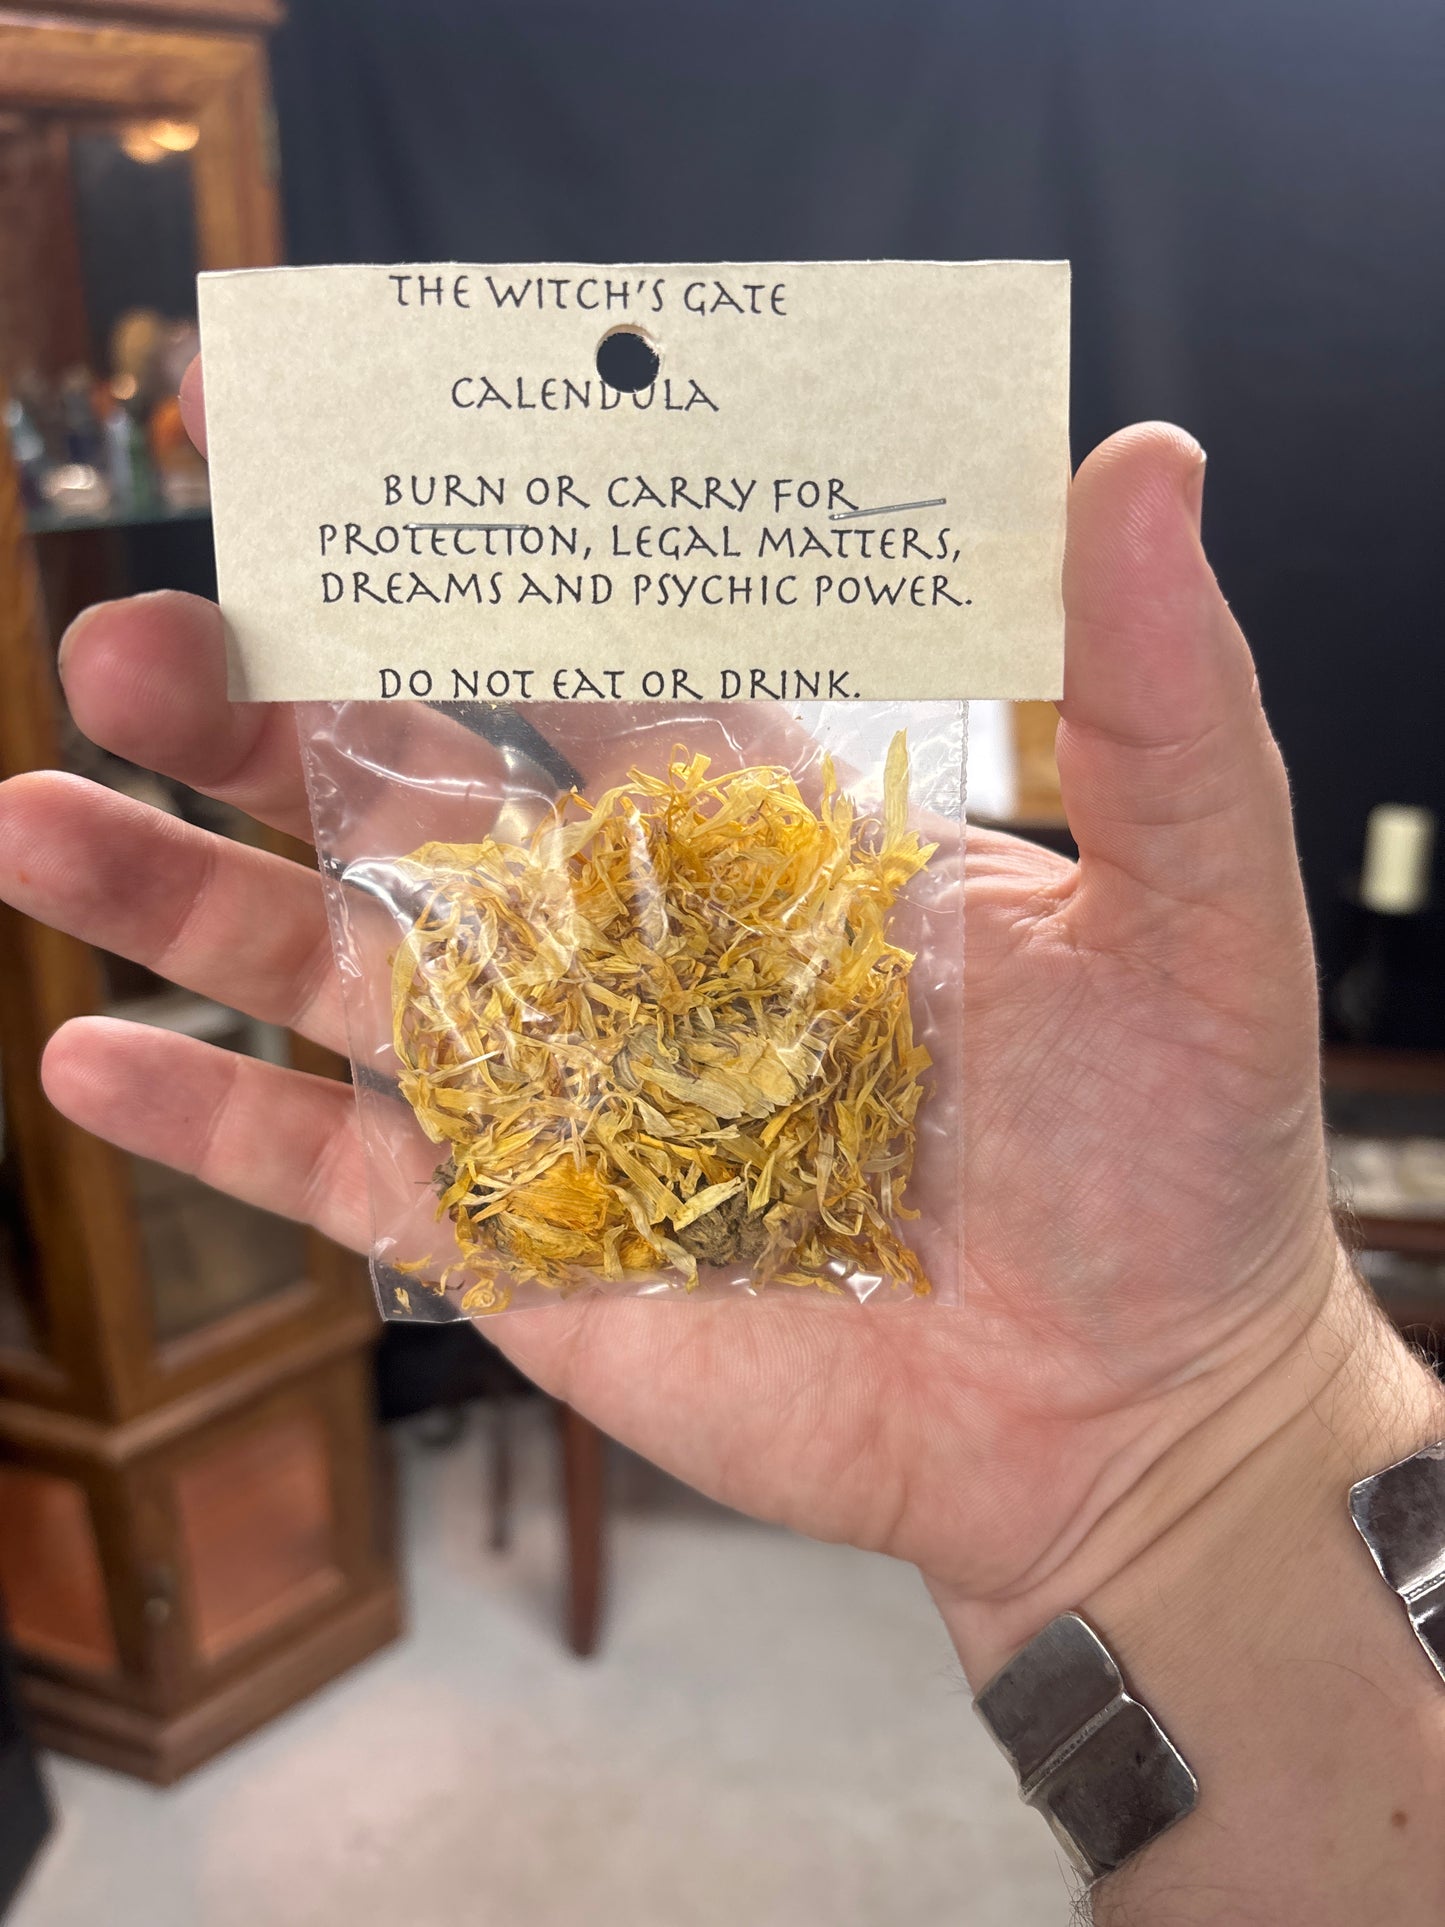 THE WITCH'S GATE
CALENDULA
BURN OR CARRY FOR
PROTECTION, LEGAL MATTERS,
DREAMS AND PSYCHIC POWER.
DO NOT EAT OR DRINK.